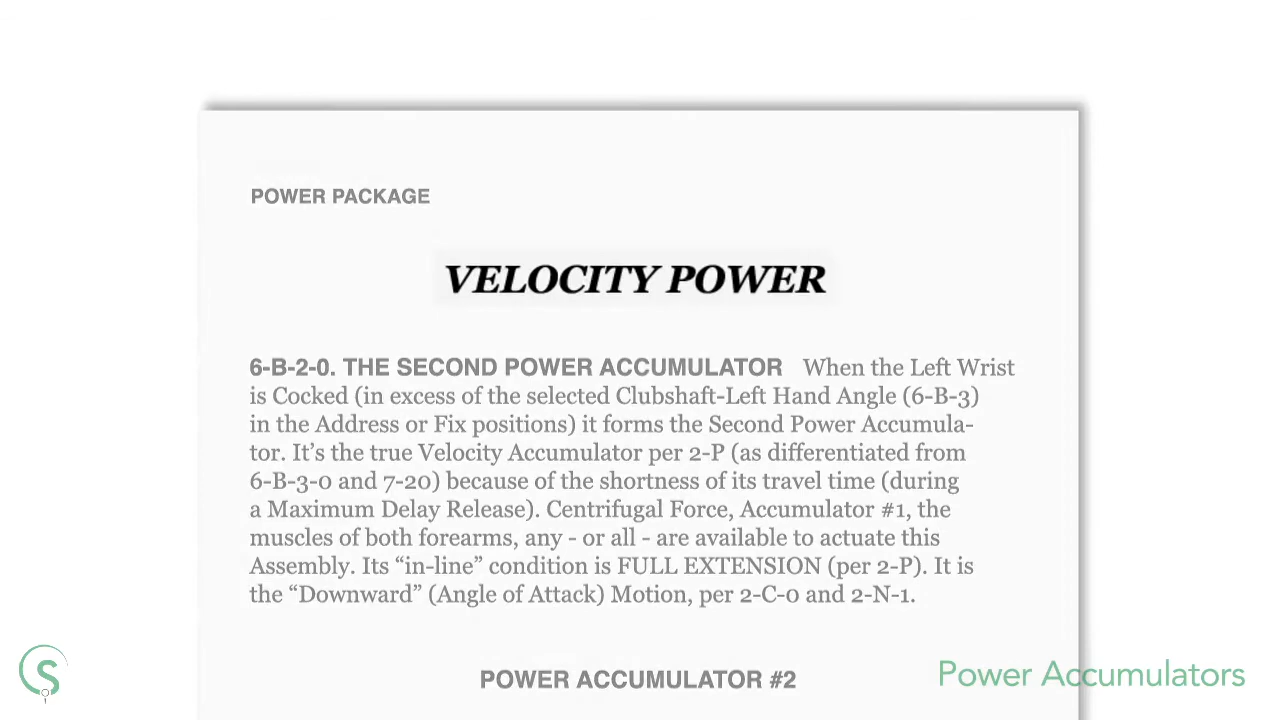 POWER PACKAGE
VELOCITY POWER
6-B-2-0. THE SECOND POWER ACCUMULATOR When the Left Wrist
is Cocked (in excess of the selected Clubshaft-Left Hand Angle (6-B-3)
in the Address or Fix positions) it forms the Second Power Accumula-
tor. It’s the true Velocity Accumulator per 2-P (as differentiated from
6-B-3-0 and 7-20) because of the shortness of its travel time (during
a Maximum Delay Release). Centrifugal Force, Accumulator #1, the
muscles of both forearms, any - or all - are available to actuate this
Assembly. Its “in-line” condition is FULL EXTENSION (per 2-P). It is
the “Downward” (Angle of Attack) Motion, per 2-C-0 and 2-N-1.
POWER ACCUMULATOR #2
S
Power Accumulators